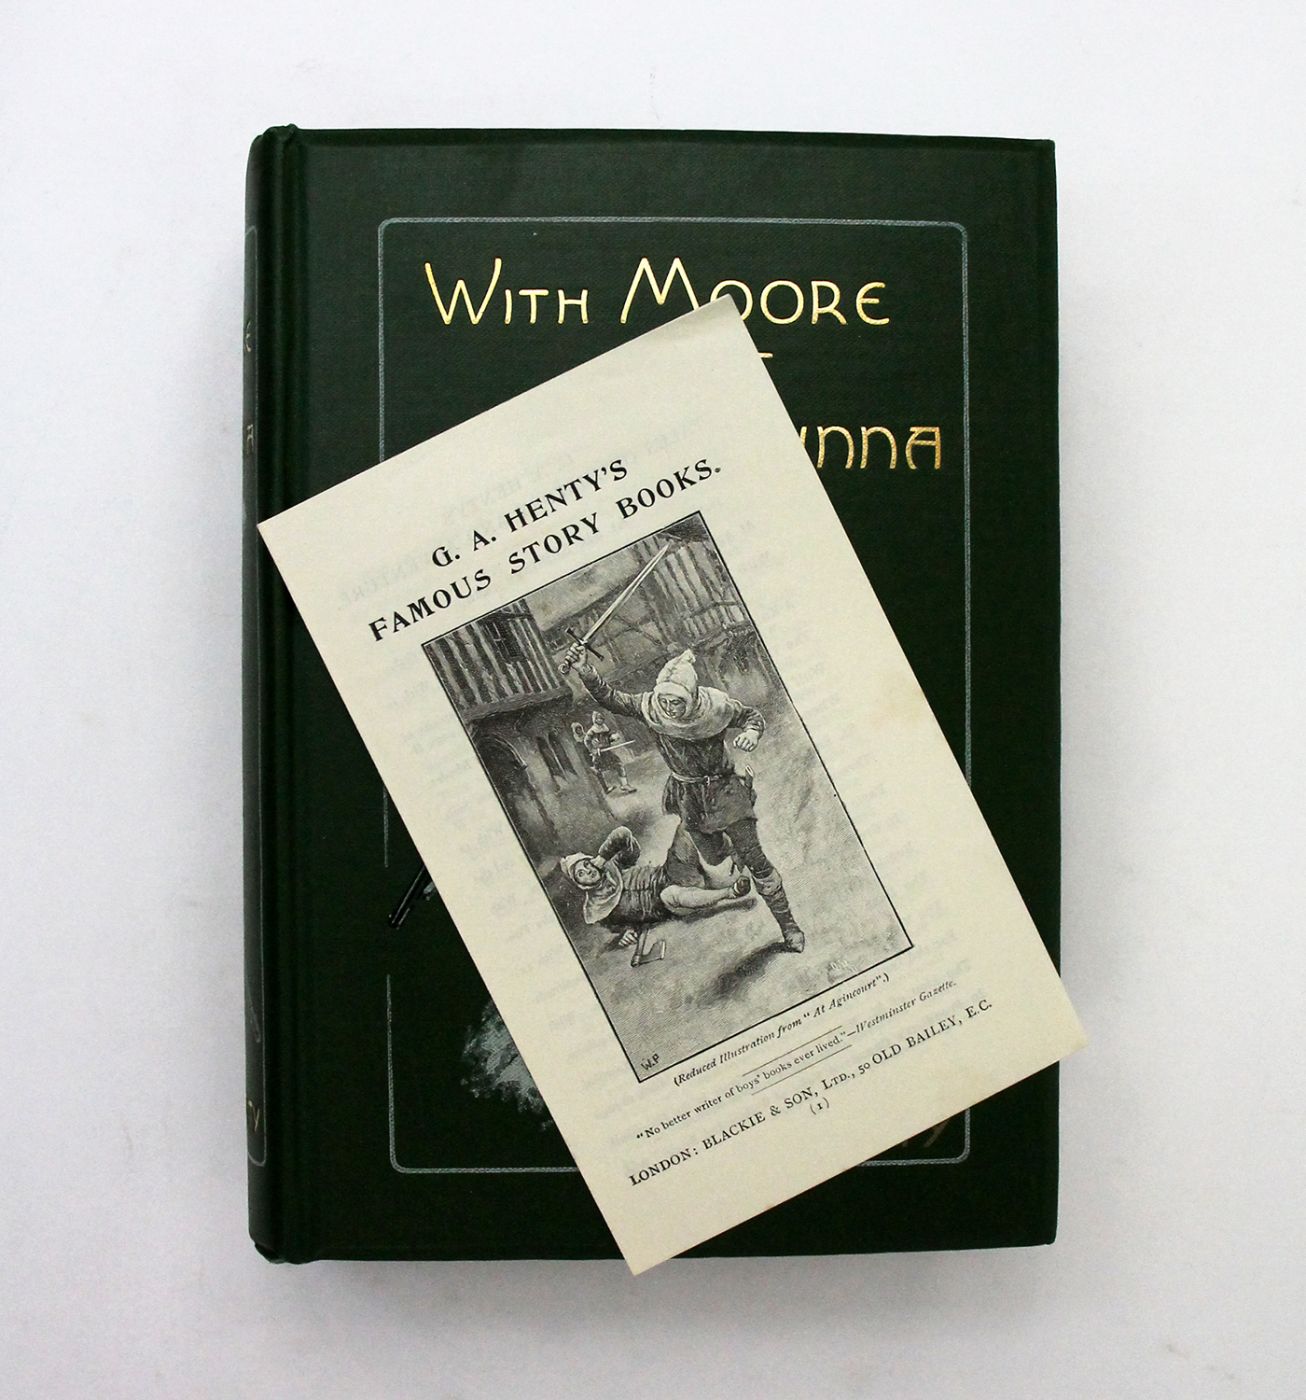 WITH MOORE
UNNA
G. A. HENTY'S
FAMOUS STORY BOOKS.
W.P
(Reduced Illustration from "At Agincourt".)
"No better writer of boys' books ever lived."—Westminster Gazette.
LONDON: BLACKIE & SON, LTD., 50 OLD BAILEY, E.C.
(1)